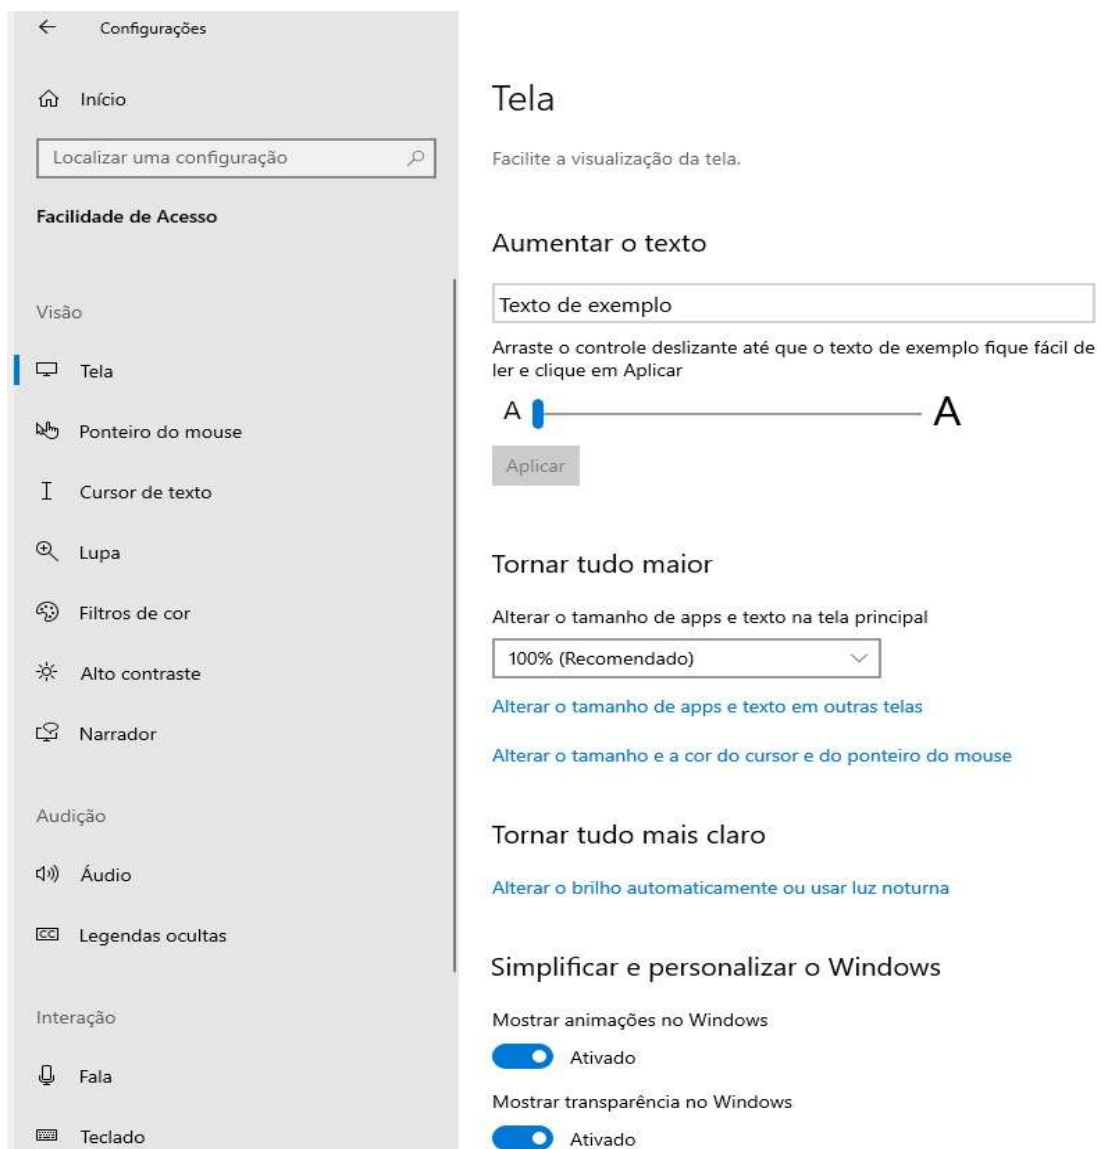 Configurações
Início
Localizar uma configuração
Facilidade de Acesso
Visão
Tela
Ponteiro do mouse
Cursor de texto
Lupa
Filtros de cor
Alto contraste
Narrador
Audição
Áudio
Legendas ocultas
Interação
Fala
Teclado
Tela
Facilite a visualização da tela.
Aumentar o texto
Texto de exemplo
Arraste o controle deslizante até que o texto de exemplo fique fácil de
ler e clique em Aplicar
A A
Aplicar
Tornar tudo maior
Alterar o tamanho de apps e texto na tela principal
100% (Recomendado)
Alterar o tamanho de apps e texto em outras telas
Alterar o tamanho e a cor do cursor e do ponteiro do mouse
Tornar tudo mais claro
Alterar o brilho automaticamente ou usar luz noturna
Simplificar e personalizar o Windows
Mostrar animações no Windows
Ativado
Mostrar transparência no Windows
Ativado